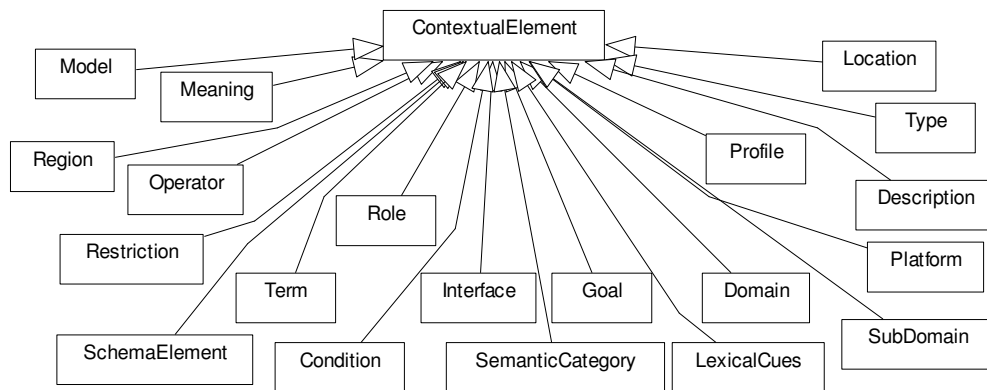 ContextualElement
Model
Location
Meaning
Type
Region
Profile
Operator
Description
Role
Restriction
Platform
Term
Interface
Goal
Domain
SubDomain
SchemaElement
Condition
SemanticCategory
LexicalCues